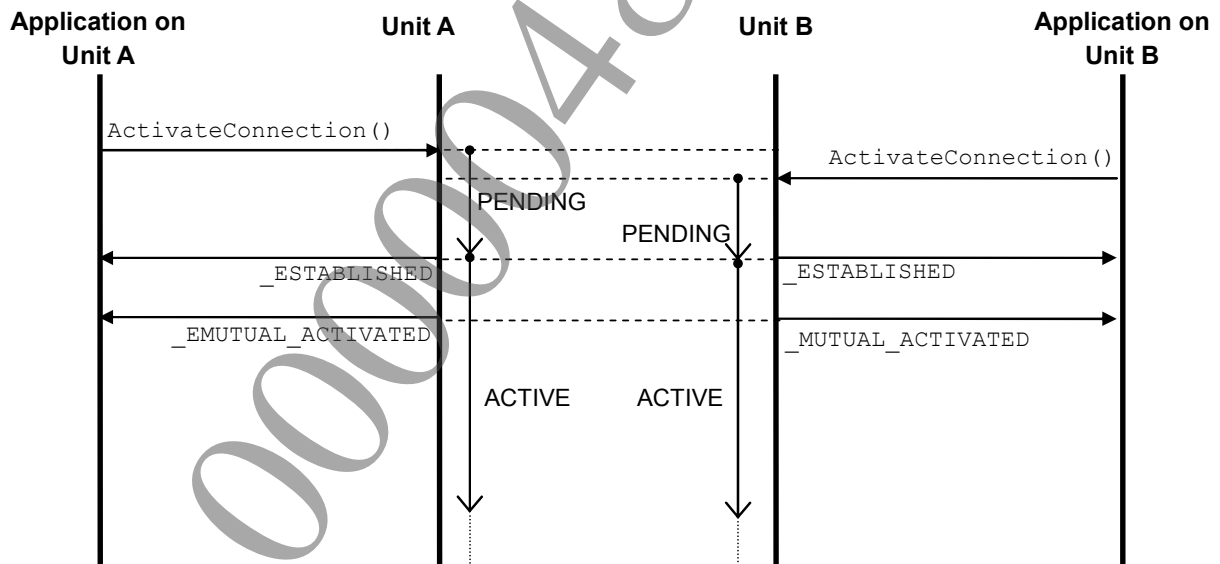 Application on Unit A Unit B Application on
Unit A Unit B
ActivateConnection()
ActivateConnection()
PENDING
PENDING
_ESTABLISHED _ESTABLISHED
_EMUTUAL_ACTIVATED _MUTUAL_ACTIVATED
ACTIVE ACTIVE